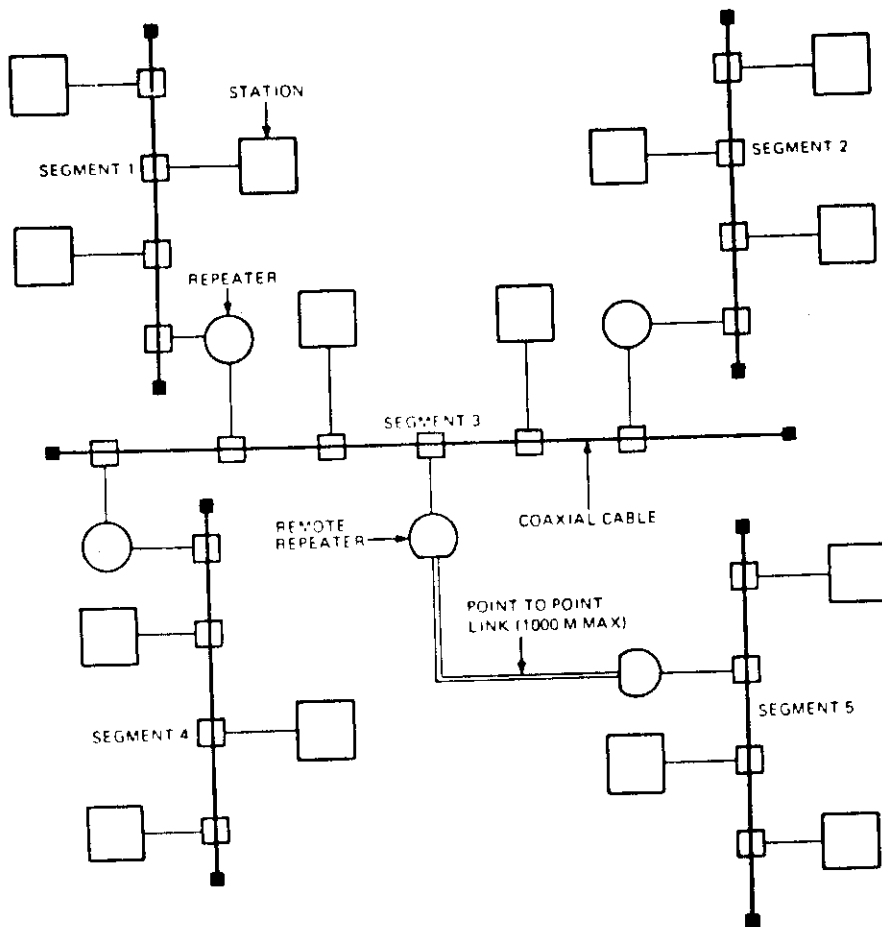 STATION
SEGMENT 1
SEGMENT 2
REPEATER
SEGMENT 3
REMOTE
REPEATER
COAXIAL CABLE
POINT TO POINT
LINK (1000 M MAX)
SEGMENT 4
SEGMENT 5